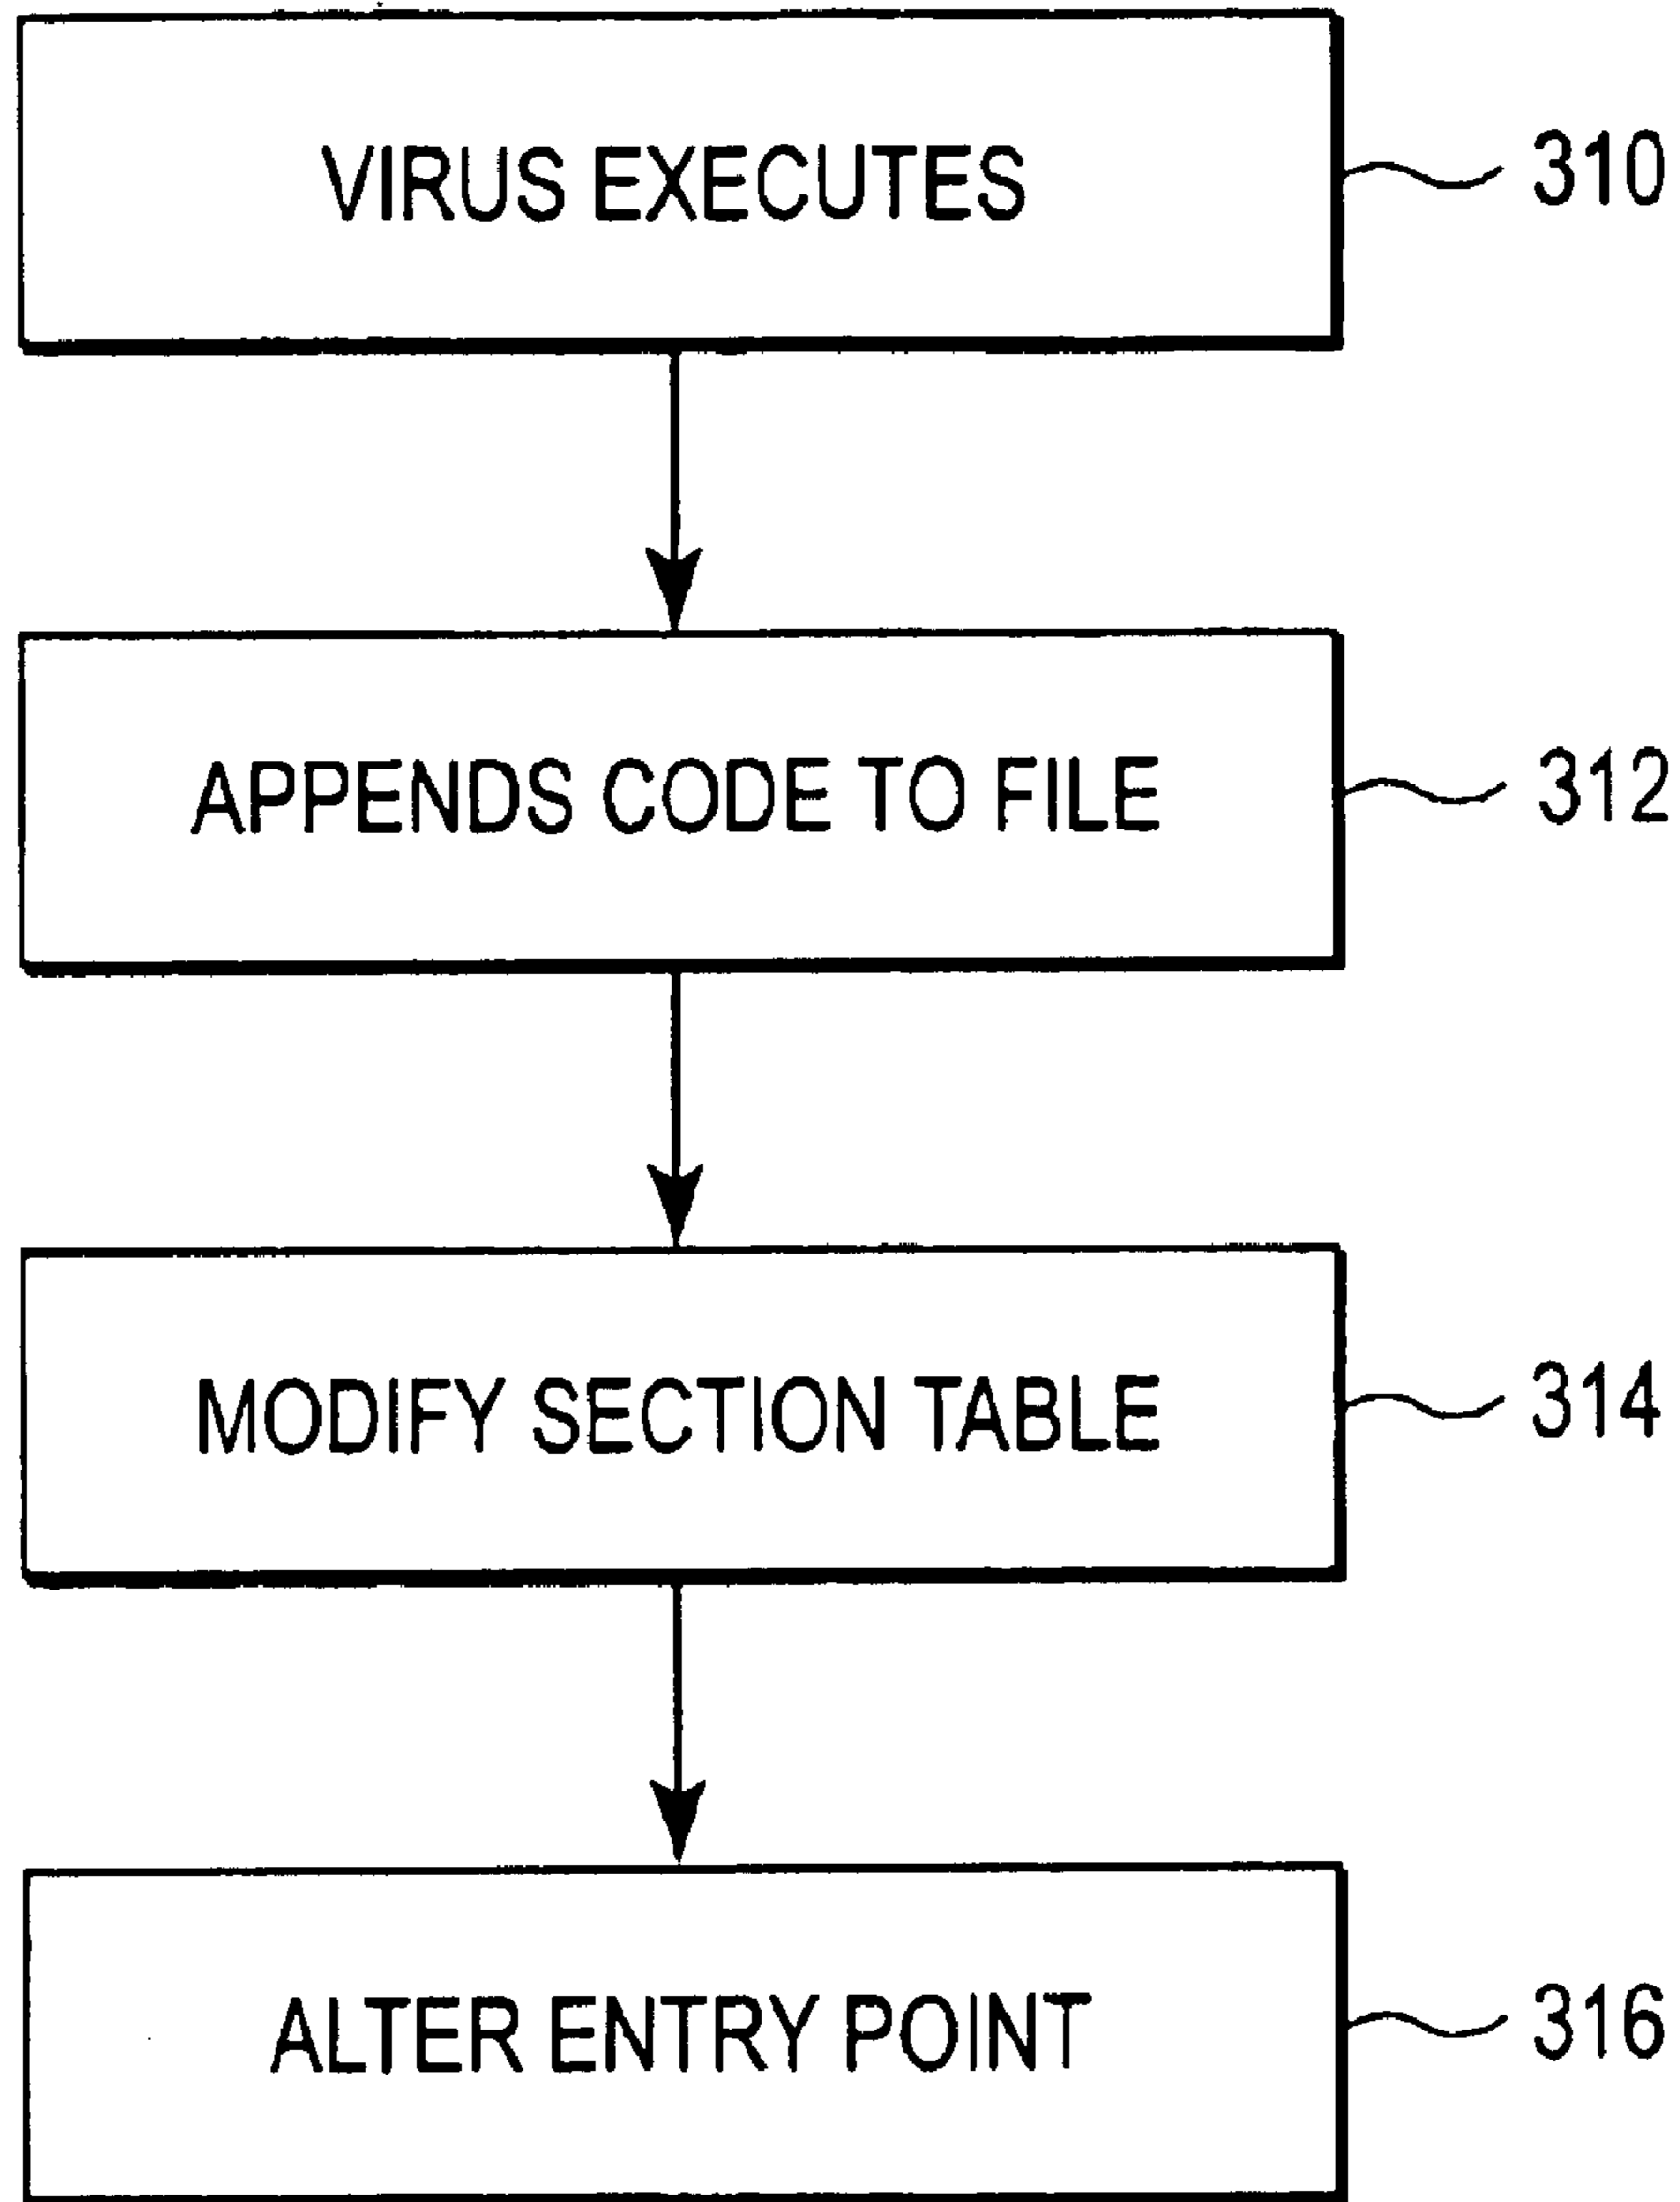 VIRUS EXECUTES
310
APPENDS CODE TO FILE
312
MODIFY SECTION TABLE
314
ALTER ENTRY POINT
316